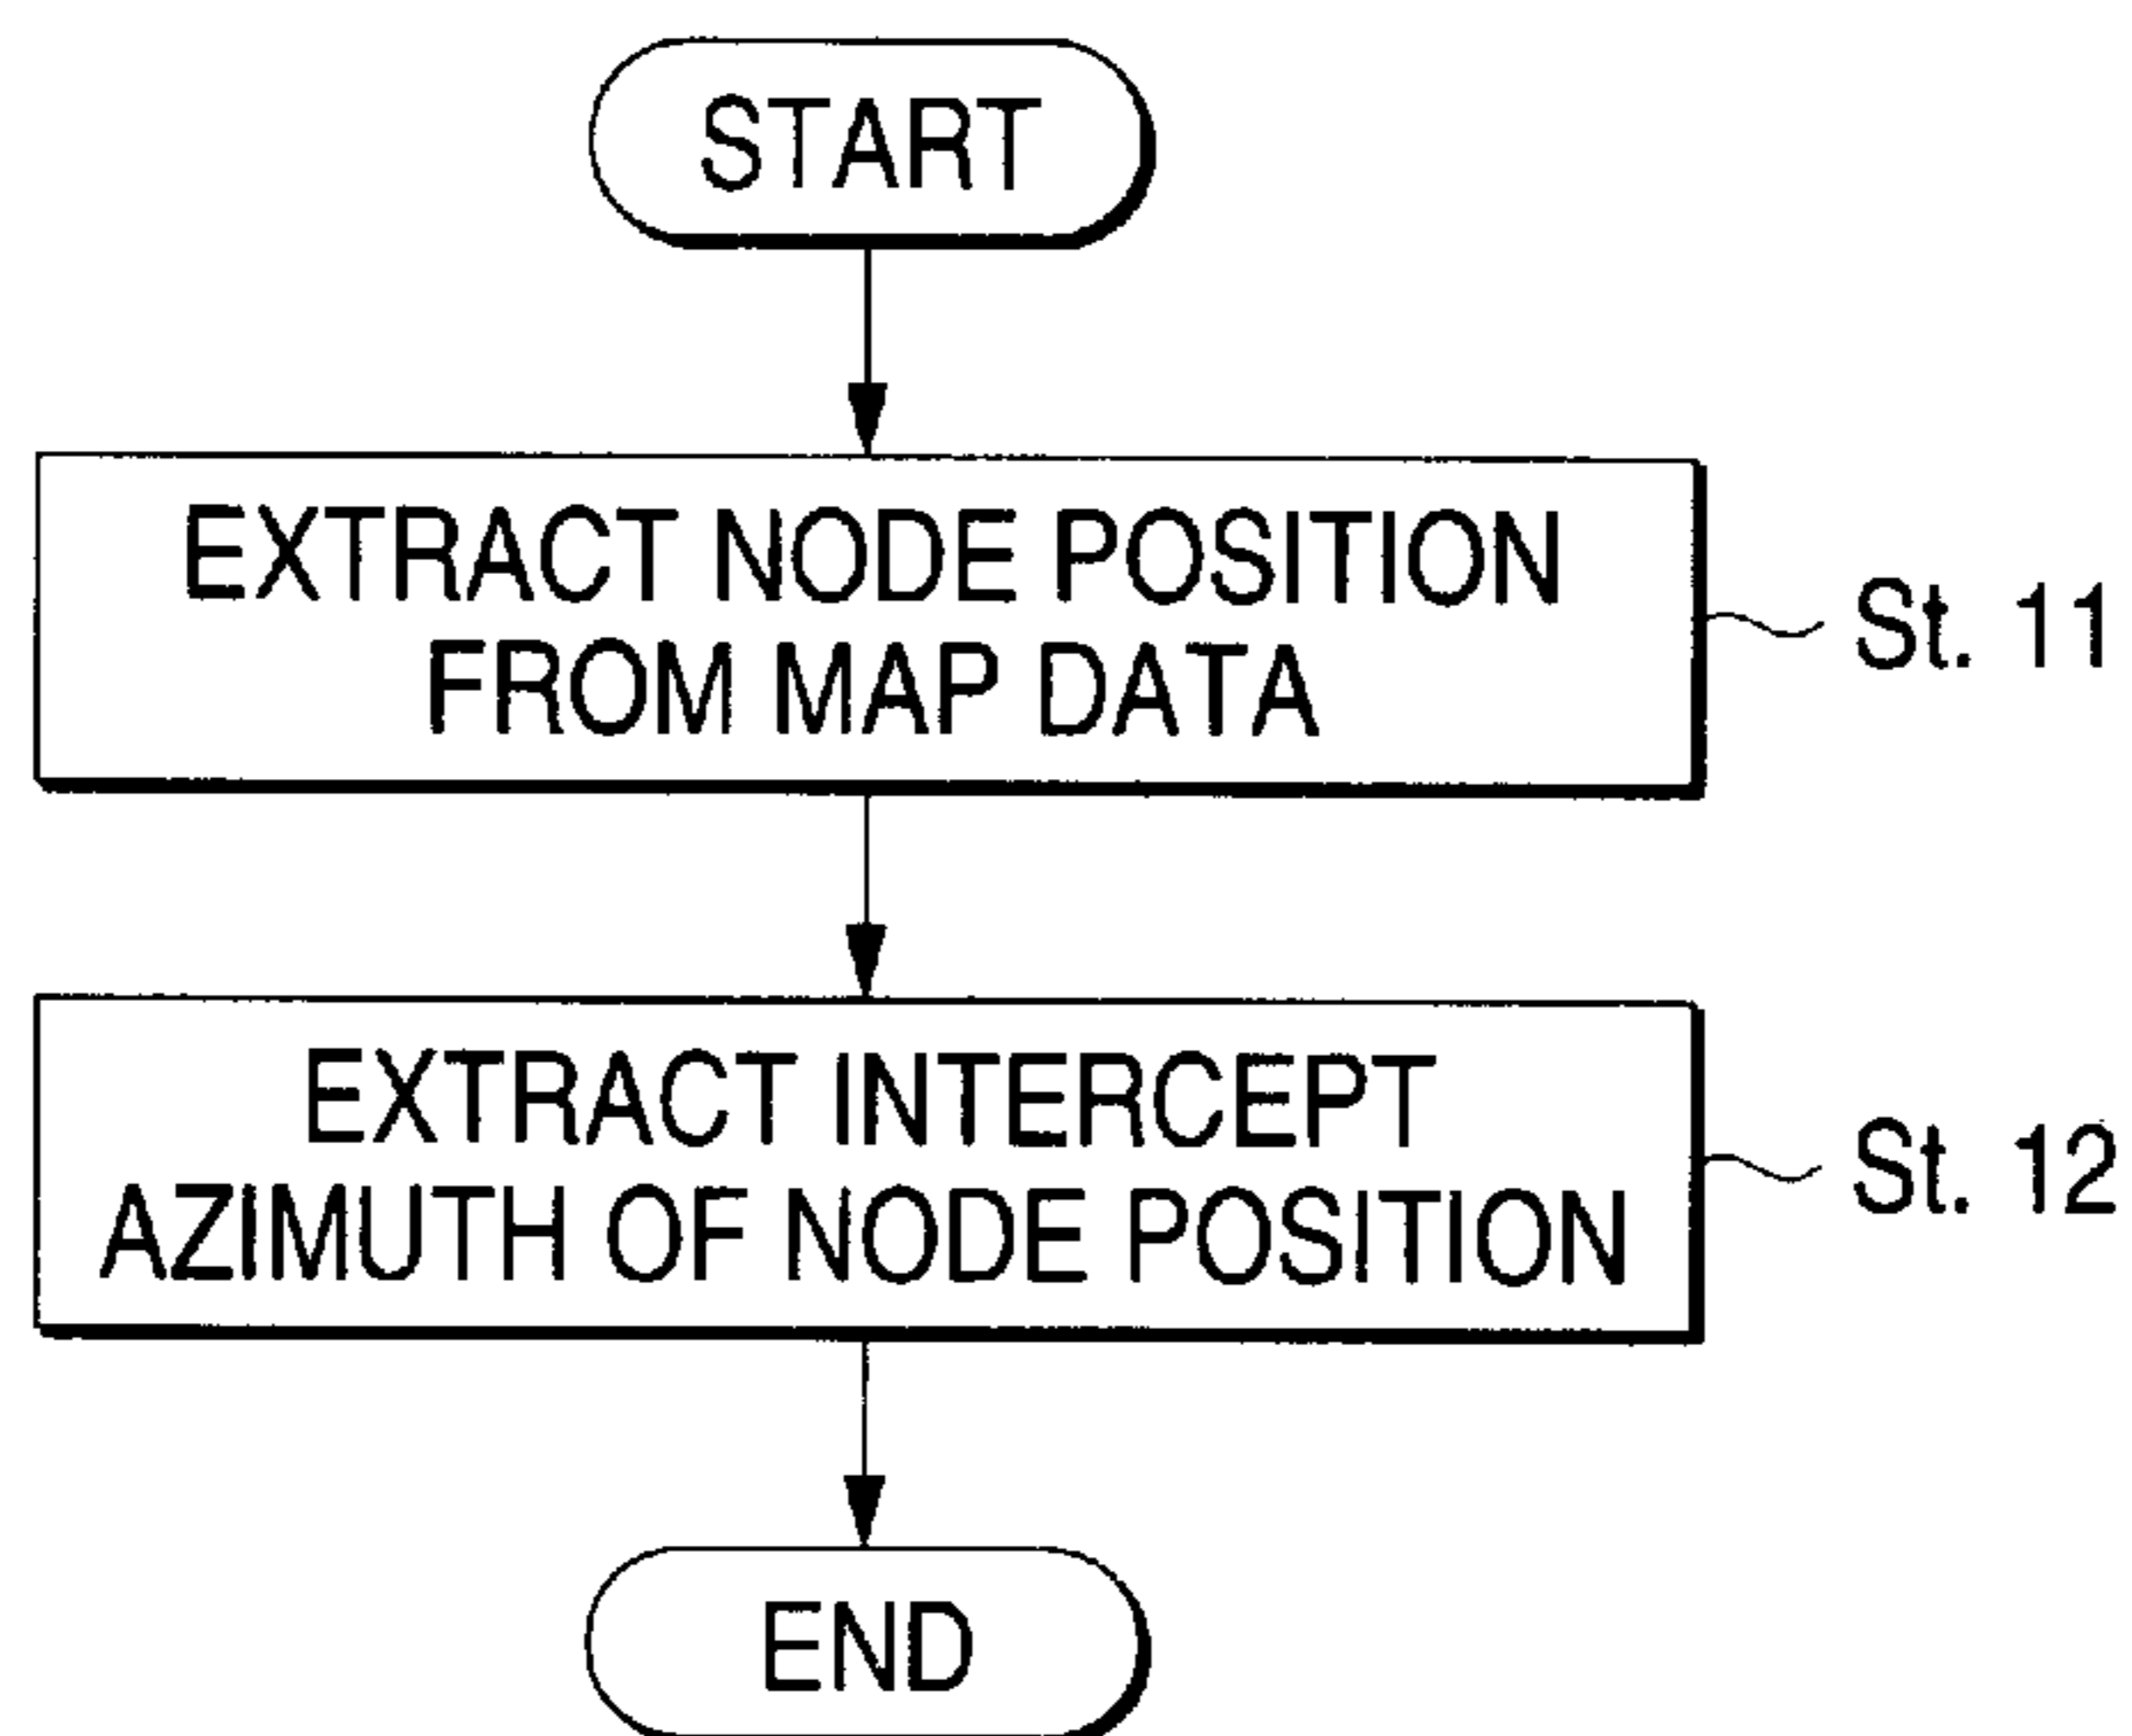 START
EXTRACT NODE POSITION
FROM MAP DATA
St. 11
EXTRACT INTERCEPT
AZIMUTH OF NODE POSITION
St. 12
END